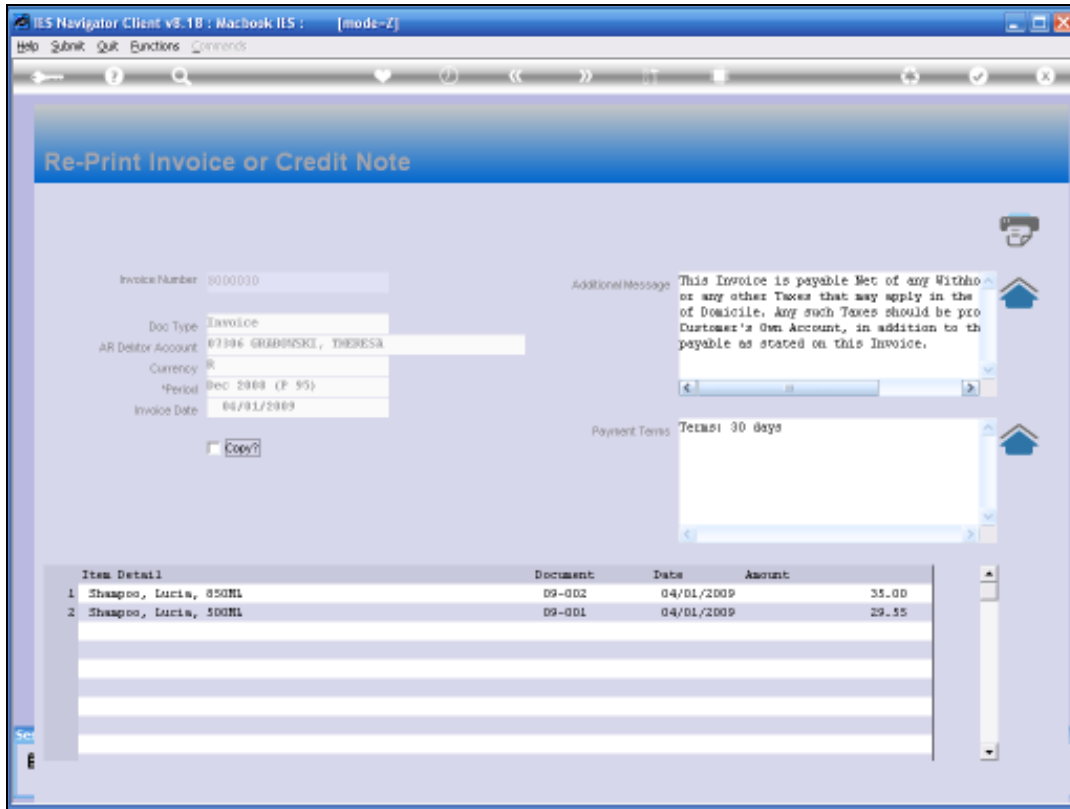 IES Navigator Client v8.18 : Macbook IES : [mode-Z]
Help Submit Quit Functions Commends
Re-Print Invoice or Credit Note
Invoice Number 8000030
Doc Type Invoice
AR Debtor Account 07306 GRABOWSKI, THERESA
Currency R
*Period Dec 2008 (P 95)
Invoice Date 04/01/2009
Copy?
Additional Message This Invoice is payable Net of any Withho
or any other Taxes that may apply in the
of Domicile. Any such Taxes should be pro
Customer's Own Account, in addition to th
payable as stated on this Invoice.
Payment Terms Terms: 30 days
Item Detail Document Date Amount
1 Shampoo, Lucin, 850ML 09-002 04/01/2009 35.00
2 Shampoo, Lucin, 500ML 09-001 04/01/2009 29.55
Se